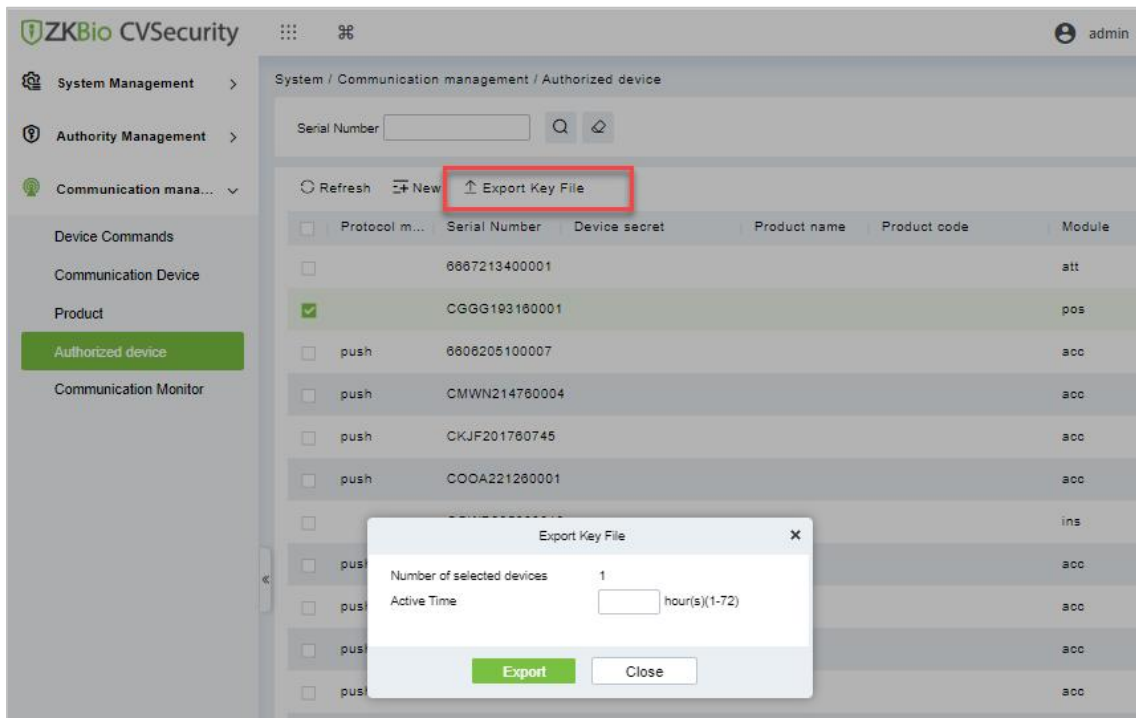 ZKBio CVSecurity
admin
System Management
Authority Management
Communication mana...
Device Commands
Communication Device
Product
Authorized device
Communication Monitor
System / Communication management / Authorized device
Serial Number
Refresh New Export Key File
Protocol m... Serial Number Device secret Product name Product code Module
6667213400001 att
CGGG193160001 pos
push 6606205100007 acc
push CMWN214760004 acc
push CKJF201760745 acc
push COOA221260001 acc
ins
push acc
push acc
push acc
push acc
Export Key File
Number of selected devices 1
Active Time hour(s)(1-72)
Export Close